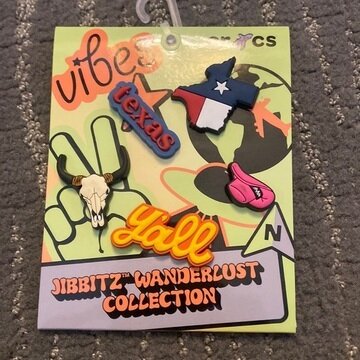 vibes
texas
y'all
N
JIBBITZ™ WANDERLUST
COLLECTION